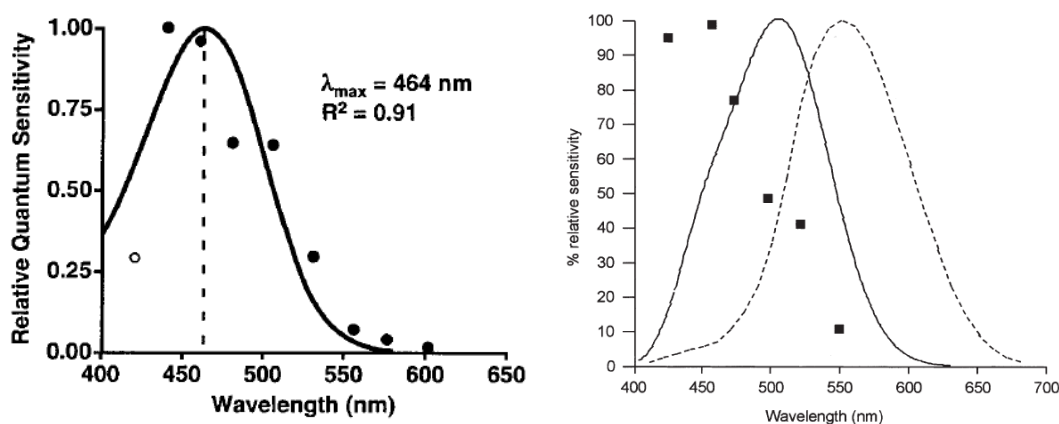 1.00
0.75
0.50
0.25
0.00
Relative Quantum Sensitivity
λmax = 464 nm
R² = 0.91
400 450 500 550 600 650
Wavelength (nm)
100
90
80
70
60
50
40
30
20
10
0
% relative sensitivity
400 450 500 550 600 650 700
Wavelength (nm)